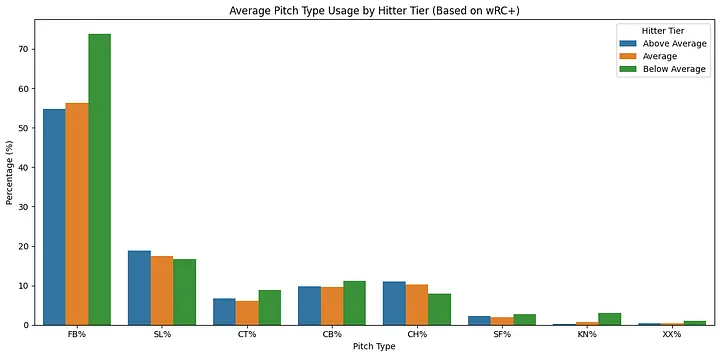 Average Pitch Type Usage by Hitter Tier (Based on wRC+)
Hitter Tier
Above Average
Average
Below Average
Percentage (%)
70
60
50
40
30
20
10
0
FB%
SL%
CT%
CB%
CH%
SF%
KN%
XX%
Pitch Type